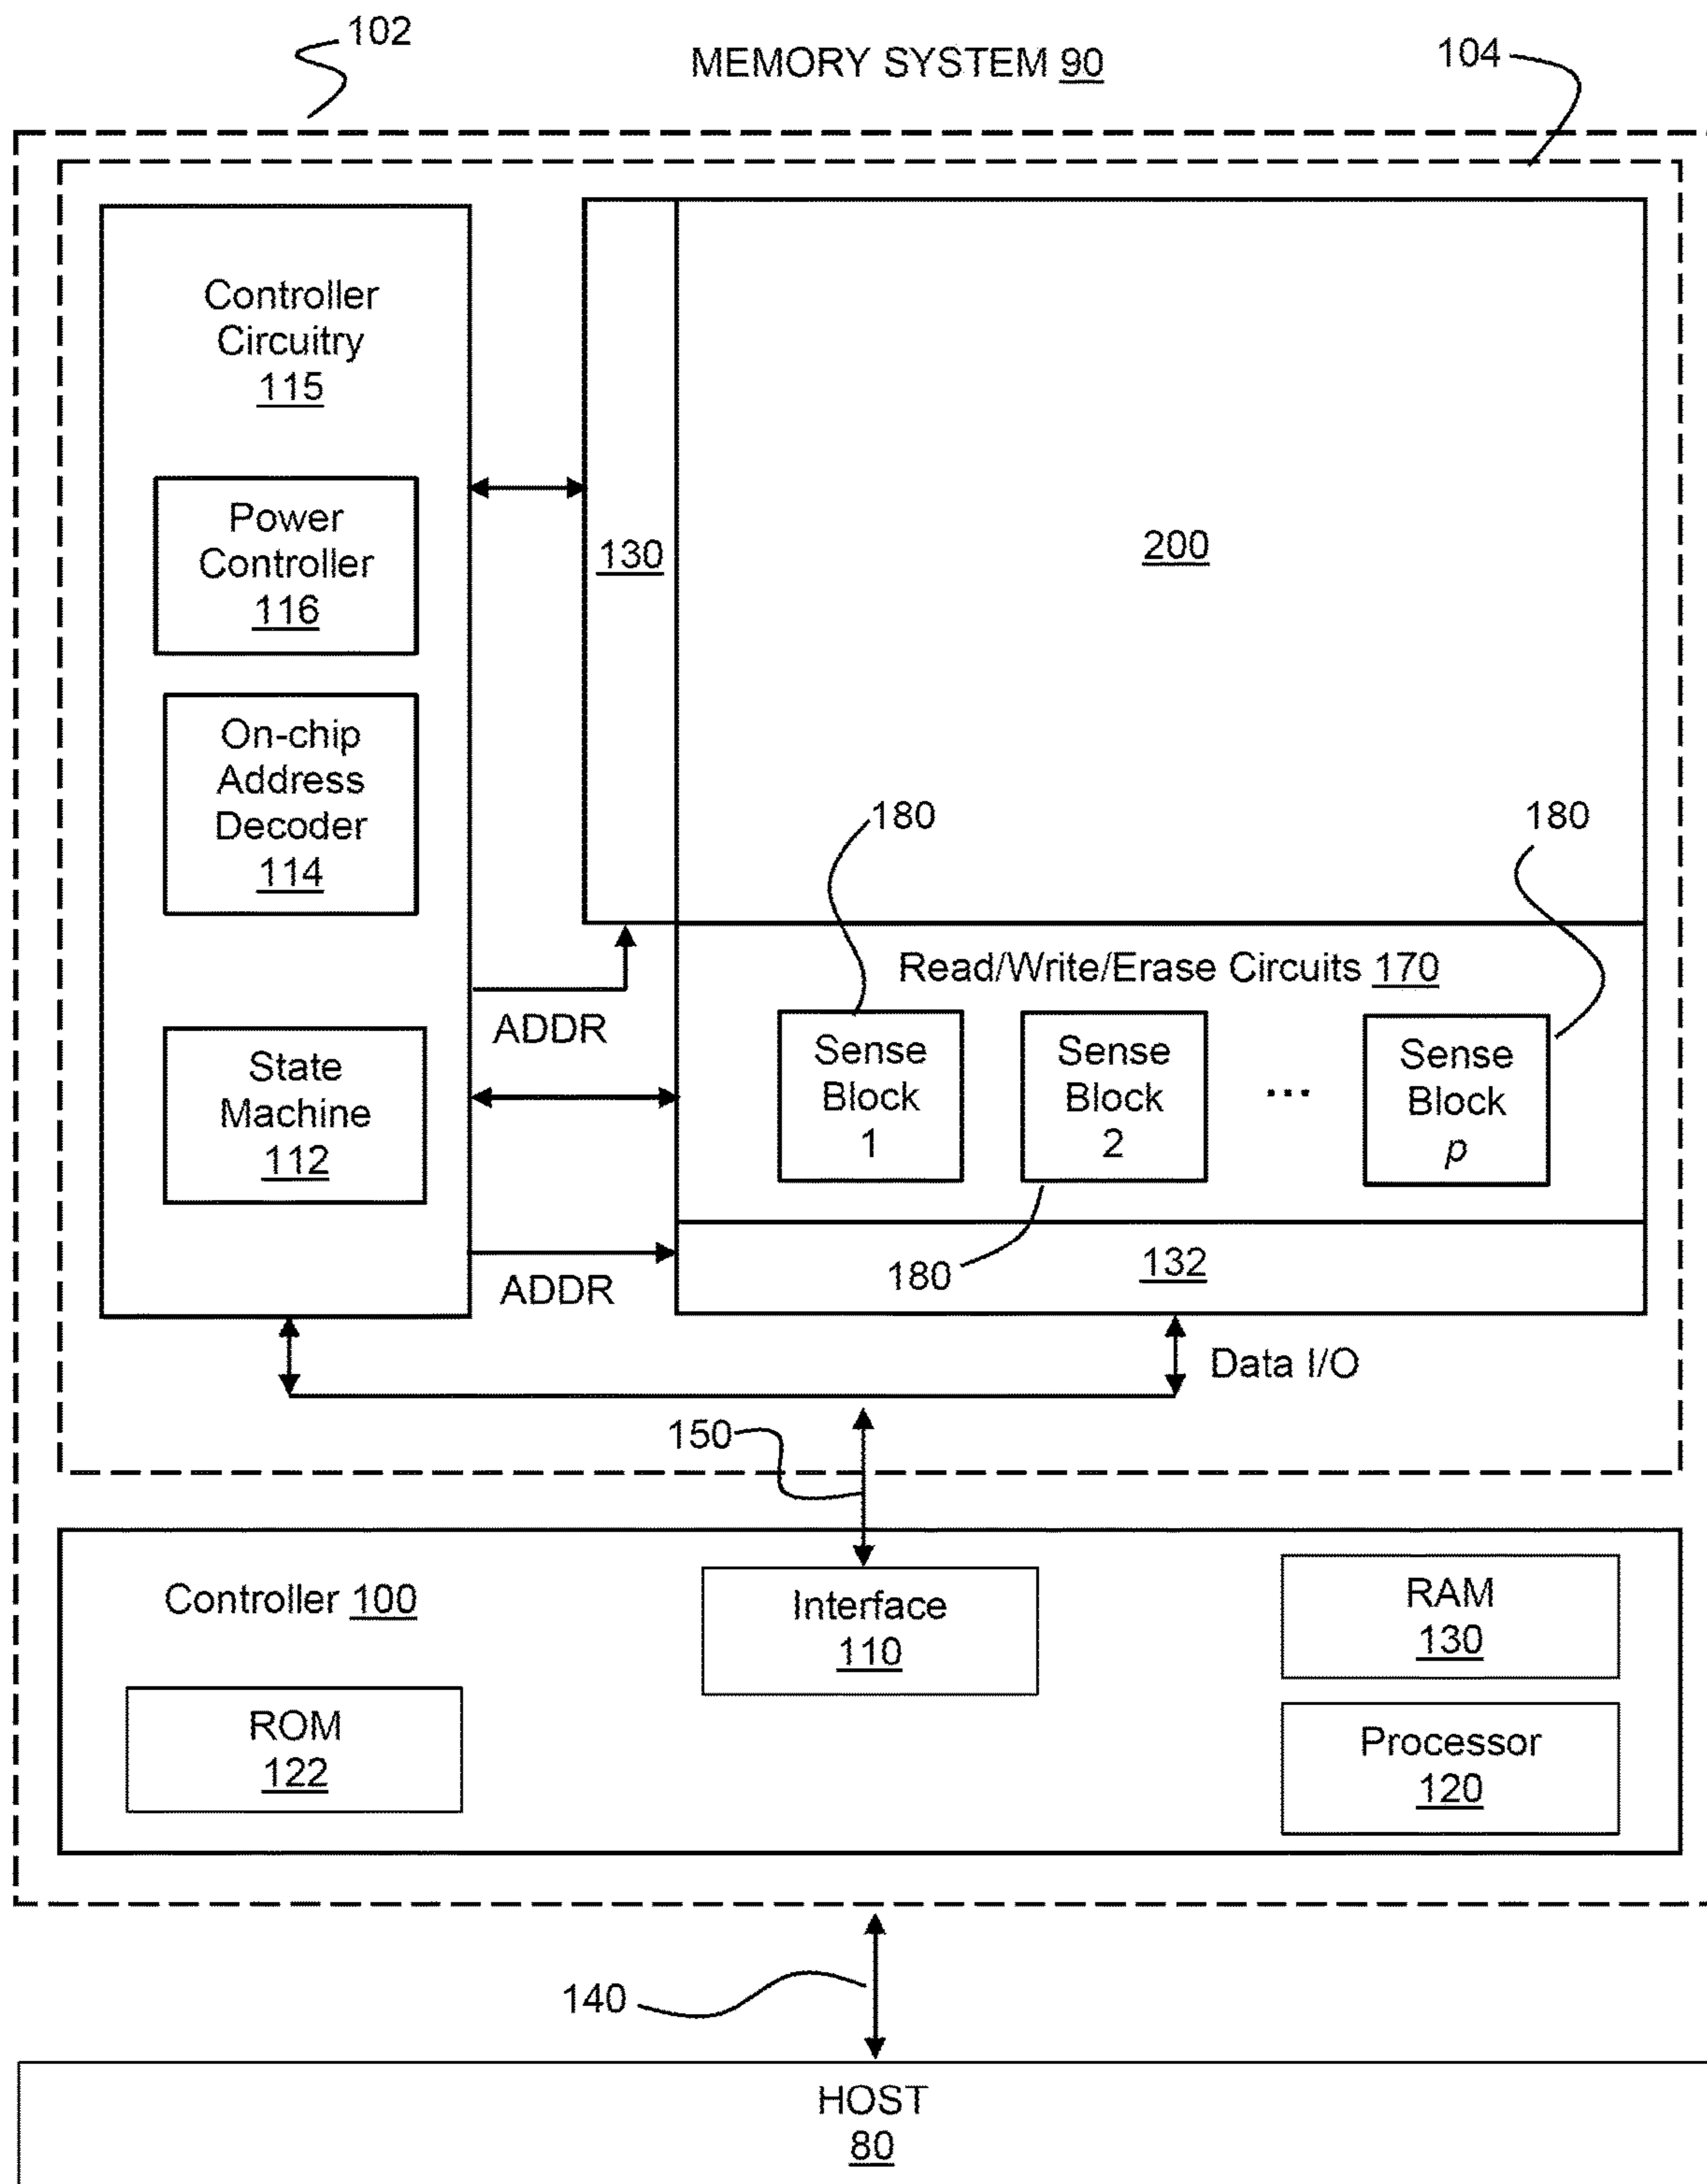 102
MEMORY SYSTEM 90
104
Controller
Circuitry
115
Power
Controller
116
130
200
On-chip
Address
Decoder
114
180
180
Read/Write/Erase Circuits 170
ADDR
Sense
Block
1
Sense
Block
2
...
Sense
Block
p
State
Machine
112
180
132
ADDR
Data I/O
150
Controller 100
Interface
110
RAM
130
ROM
122
Processor
120
140
HOST
80